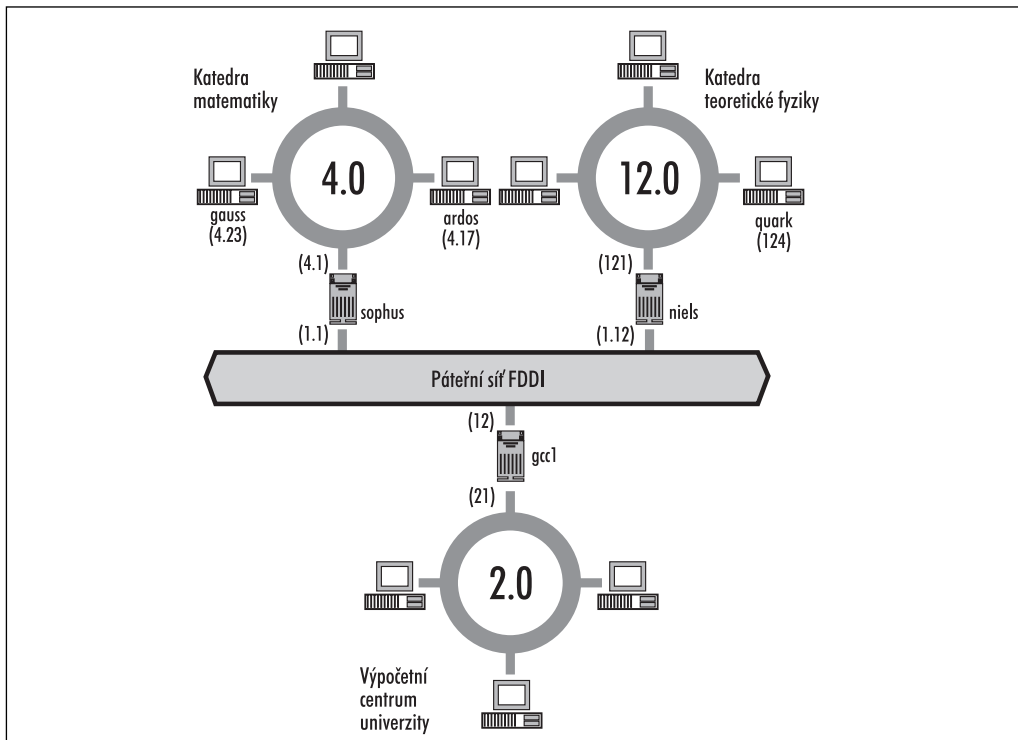 Katedra
matematiky
Katedra
teoretické fyziky
4.0
12.0
gauss
(4.23)
ardos
(4.17)
quark
(124)
(4.1)
(121)
sophus
niels
(1.1)
(1.12)
Páteřní síť FDDI
(12)
gcc1
(21)
2.0
Výpočetní
centrum
univerzity